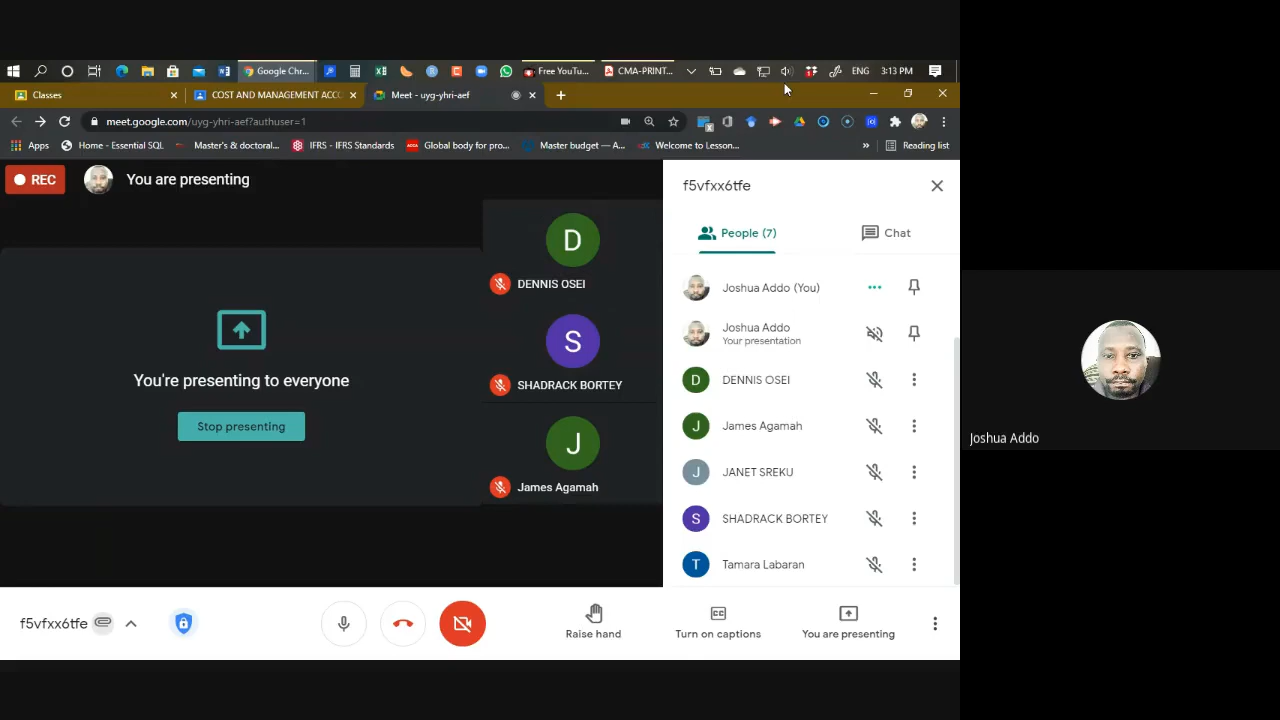 Google Chr...
Free YouTu...
CMA-PRINT...
ENG
3:13 PM
Classes
COST AND MANAGEMENT ACCO
Meet - uyg-yhri-aef
meet.google.com/uyg-yhri-aef?authuser=1
Apps
Home - Essential SQL
Master's & doctoral...
IFRS - IFRS Standards
Global body for pro...
Master budget — A...
Welcome to Lesson...
»
Reading list
REC
You are presenting
f5vfxx6tfe
People (7)
Chat
D
DENNIS OSEI
Joshua Addo (You)
Joshua Addo
Your presentation
S
SHADRACK BORTEY
You're presenting to everyone
Stop presenting
J
James Agamah
D
DENNIS OSEI
J
James Agamah
J
JANET SREKU
S
SHADRACK BORTEY
T
Tamara Labaran
Joshua Addo
f5vfxx6tfe
Raise hand
CC
Turn on captions
You are presenting